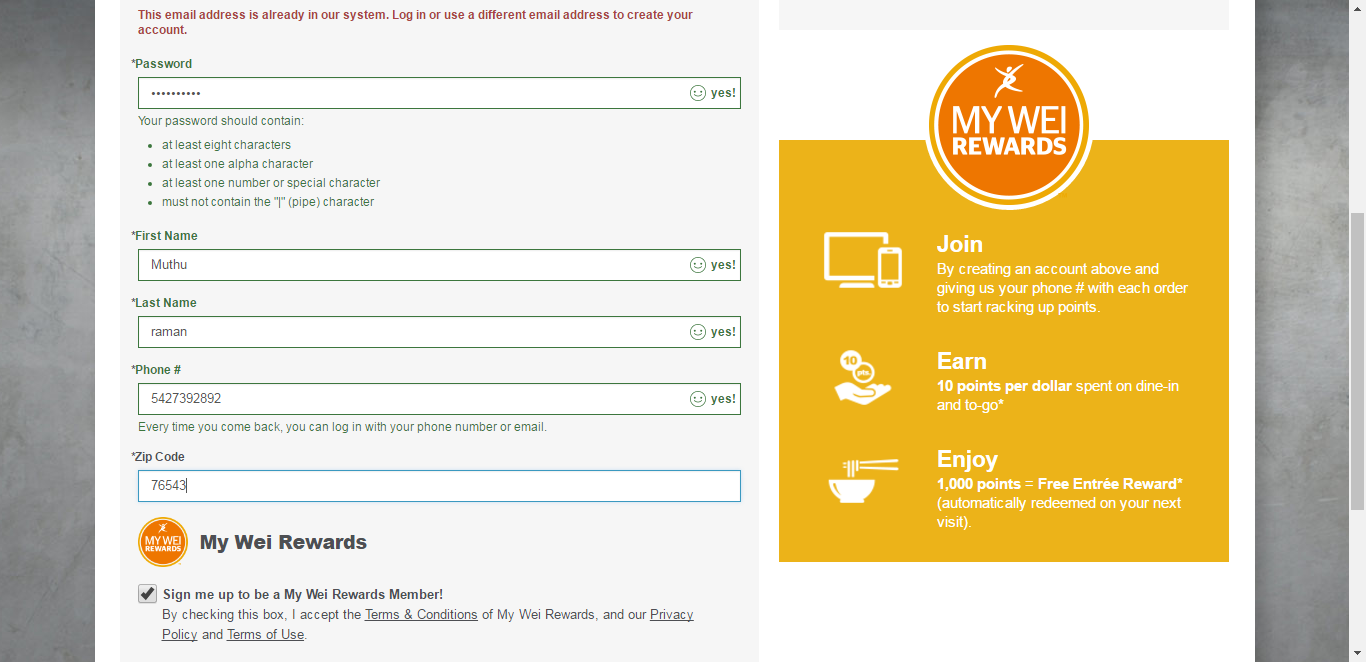 This email address is already in our system. Log in or use a different email address to create your
account.
*Password
•••••••••• yes!
Your password should contain:
• at least eight characters
• at least one alpha character
• at least one number or special character
• must not contain the "|" (pipe) character
*First Name
Muthu yes!
*Last Name
raman yes!
*Phone #
5427392892 yes!
Every time you come back, you can log in with your phone number or email.
*Zip Code
76543
MY WEI
REWARDS
My Wei Rewards
Sign me up to be a My Wei Rewards Member!
By checking this box, I accept the Terms & Conditions of My Wei Rewards, and our Privacy
Policy and Terms of Use.
MY WEI
REWARDS
Join
By creating an account above and
giving us your phone # with each order
to start racking up points.
10
pts.
Earn
10 points per dollar spent on dine-in
and to-go*
Enjoy
1,000 points = Free Entrée Reward*
(automatically redeemed on your next
visit).